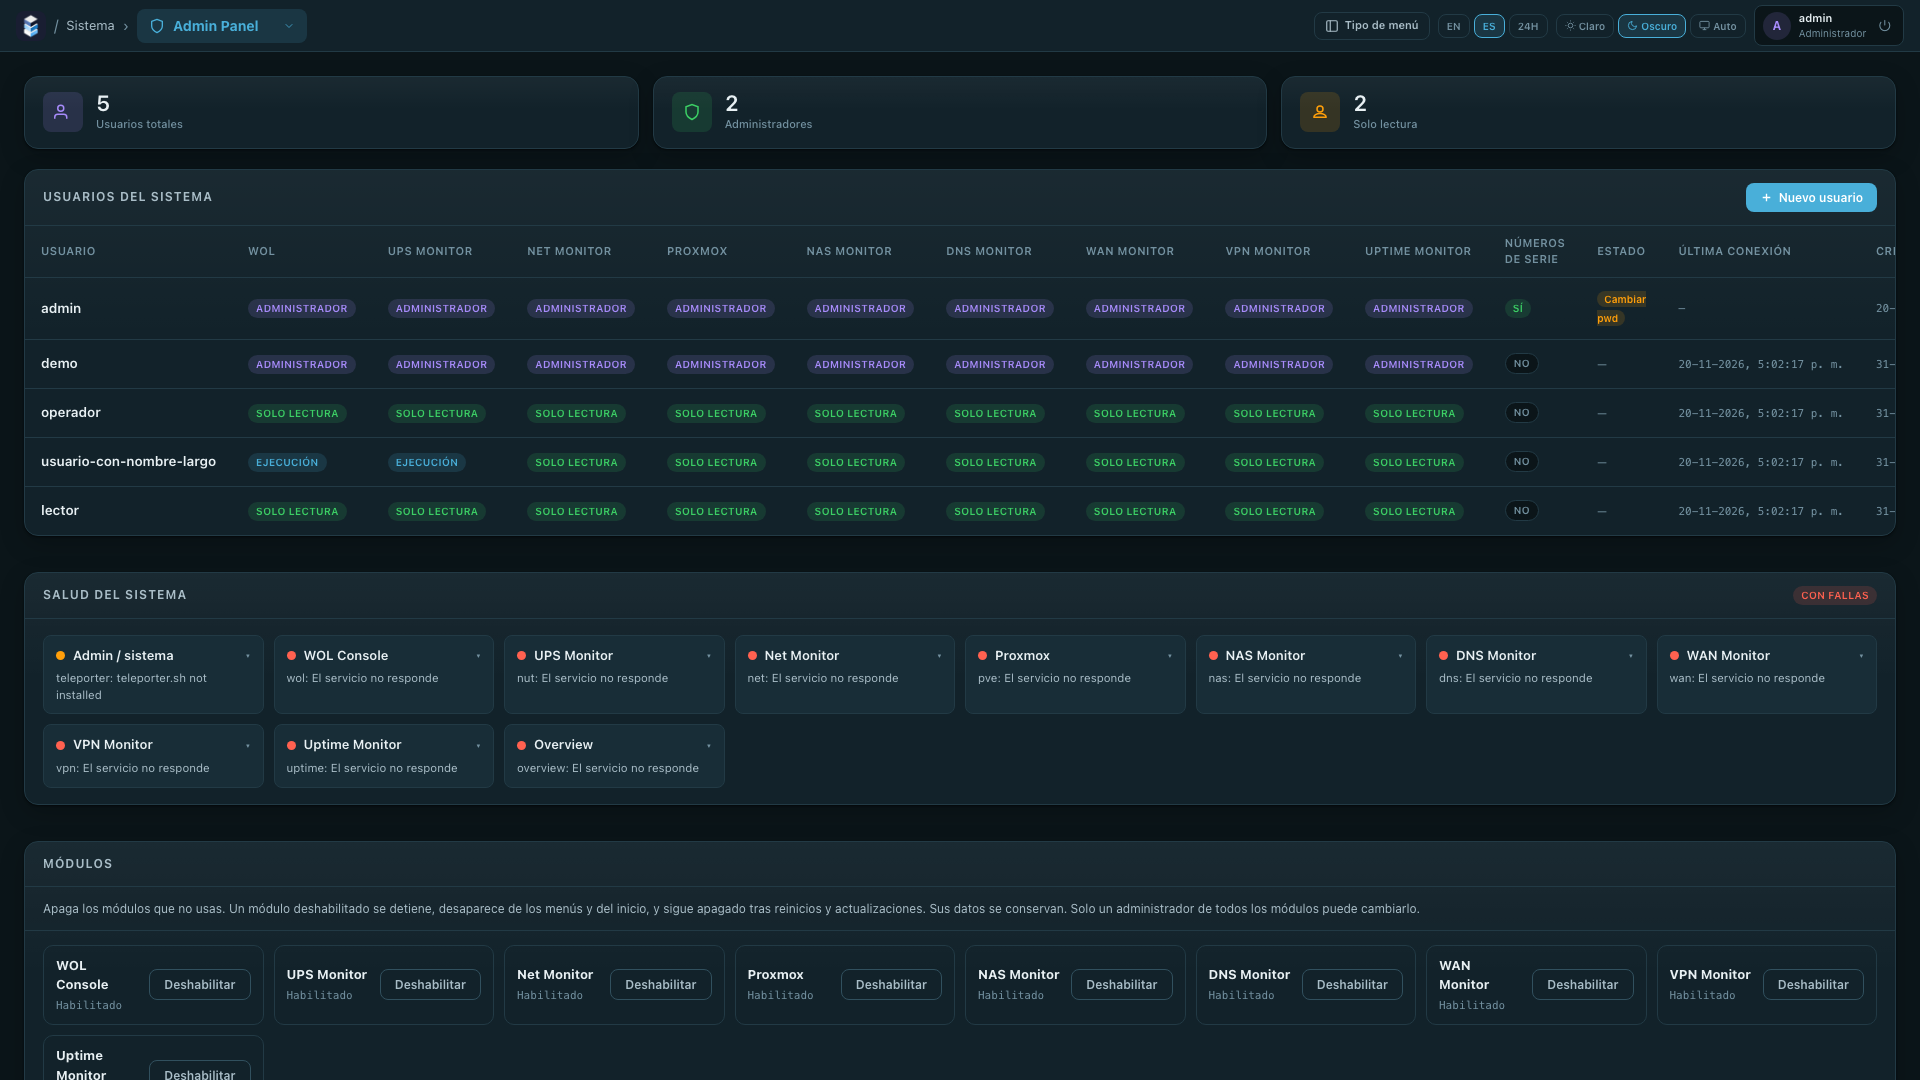 / Sistema › Admin Panel
Tipo de menú EN ES 24H Claro Oscuro Auto A admin Administrador
5 Usuarios totales
2 Administradores
2 Solo lectura
USUARIOS DEL SISTEMA + Nuevo usuario
USUARIO WOL UPS MONITOR NET MONITOR PROXMOX NAS MONITOR DNS MONITOR WAN MONITOR VPN MONITOR UPTIME MONITOR NÚMEROS DE SERIE ESTADO ÚLTIMA CONEXIÓN CRE
admin ADMINISTRADOR ADMINISTRADOR ADMINISTRADOR ADMINISTRADOR ADMINISTRADOR ADMINISTRADOR ADMINISTRADOR ADMINISTRADOR ADMINISTRADOR SÍ Cambiar pwd — 20-
demo ADMINISTRADOR ADMINISTRADOR ADMINISTRADOR ADMINISTRADOR ADMINISTRADOR ADMINISTRADOR ADMINISTRADOR ADMINISTRADOR ADMINISTRADOR NO — 20-11-2026, 5:02:17 p. m. 31-
operador SOLO LECTURA SOLO LECTURA SOLO LECTURA SOLO LECTURA SOLO LECTURA SOLO LECTURA SOLO LECTURA SOLO LECTURA SOLO LECTURA NO — 20-11-2026, 5:02:17 p. m. 31-
usuario-con-nombre-largo EJECUCIÓN EJECUCIÓN SOLO LECTURA SOLO LECTURA SOLO LECTURA SOLO LECTURA SOLO LECTURA SOLO LECTURA SOLO LECTURA NO — 20-11-2026, 5:02:17 p. m. 31-
lector SOLO LECTURA SOLO LECTURA SOLO LECTURA SOLO LECTURA SOLO LECTURA SOLO LECTURA SOLO LECTURA SOLO LECTURA SOLO LECTURA NO — 20-11-2026, 5:02:17 p. m. 31-
SALUD DEL SISTEMA CON FALLAS
Admin / sistema
teleporter: teleporter.sh not
installed
WOL Console
wol: El servicio no responde
UPS Monitor
nut: El servicio no responde
Net Monitor
net: El servicio no responde
Proxmox
pve: El servicio no responde
NAS Monitor
nas: El servicio no responde
DNS Monitor
dns: El servicio no responde
WAN Monitor
wan: El servicio no responde
VPN Monitor
vpn: El servicio no responde
Uptime Monitor
uptime: El servicio no responde
Overview
overview: El servicio no responde
MÓDULOS
Apaga los módulos que no usas. Un módulo deshabilitado se detiene, desaparece de los menús y del inicio, y sigue apagado tras reinicios y actualizaciones. Sus datos se conservan. Solo un administrador de todos los módulos puede cambiarlo.
WOL
Console
Habilitado
Deshabilitar
UPS Monitor
Habilitado
Deshabilitar
Net Monitor
Habilitado
Deshabilitar
Proxmox
Habilitado
Deshabilitar
NAS Monitor
Habilitado
Deshabilitar
DNS Monitor
Habilitado
Deshabilitar
WAN
Monitor
Habilitado
Deshabilitar
VPN Monitor
Habilitado
Deshabilitar
Uptime
Monitor
Deshabilitar